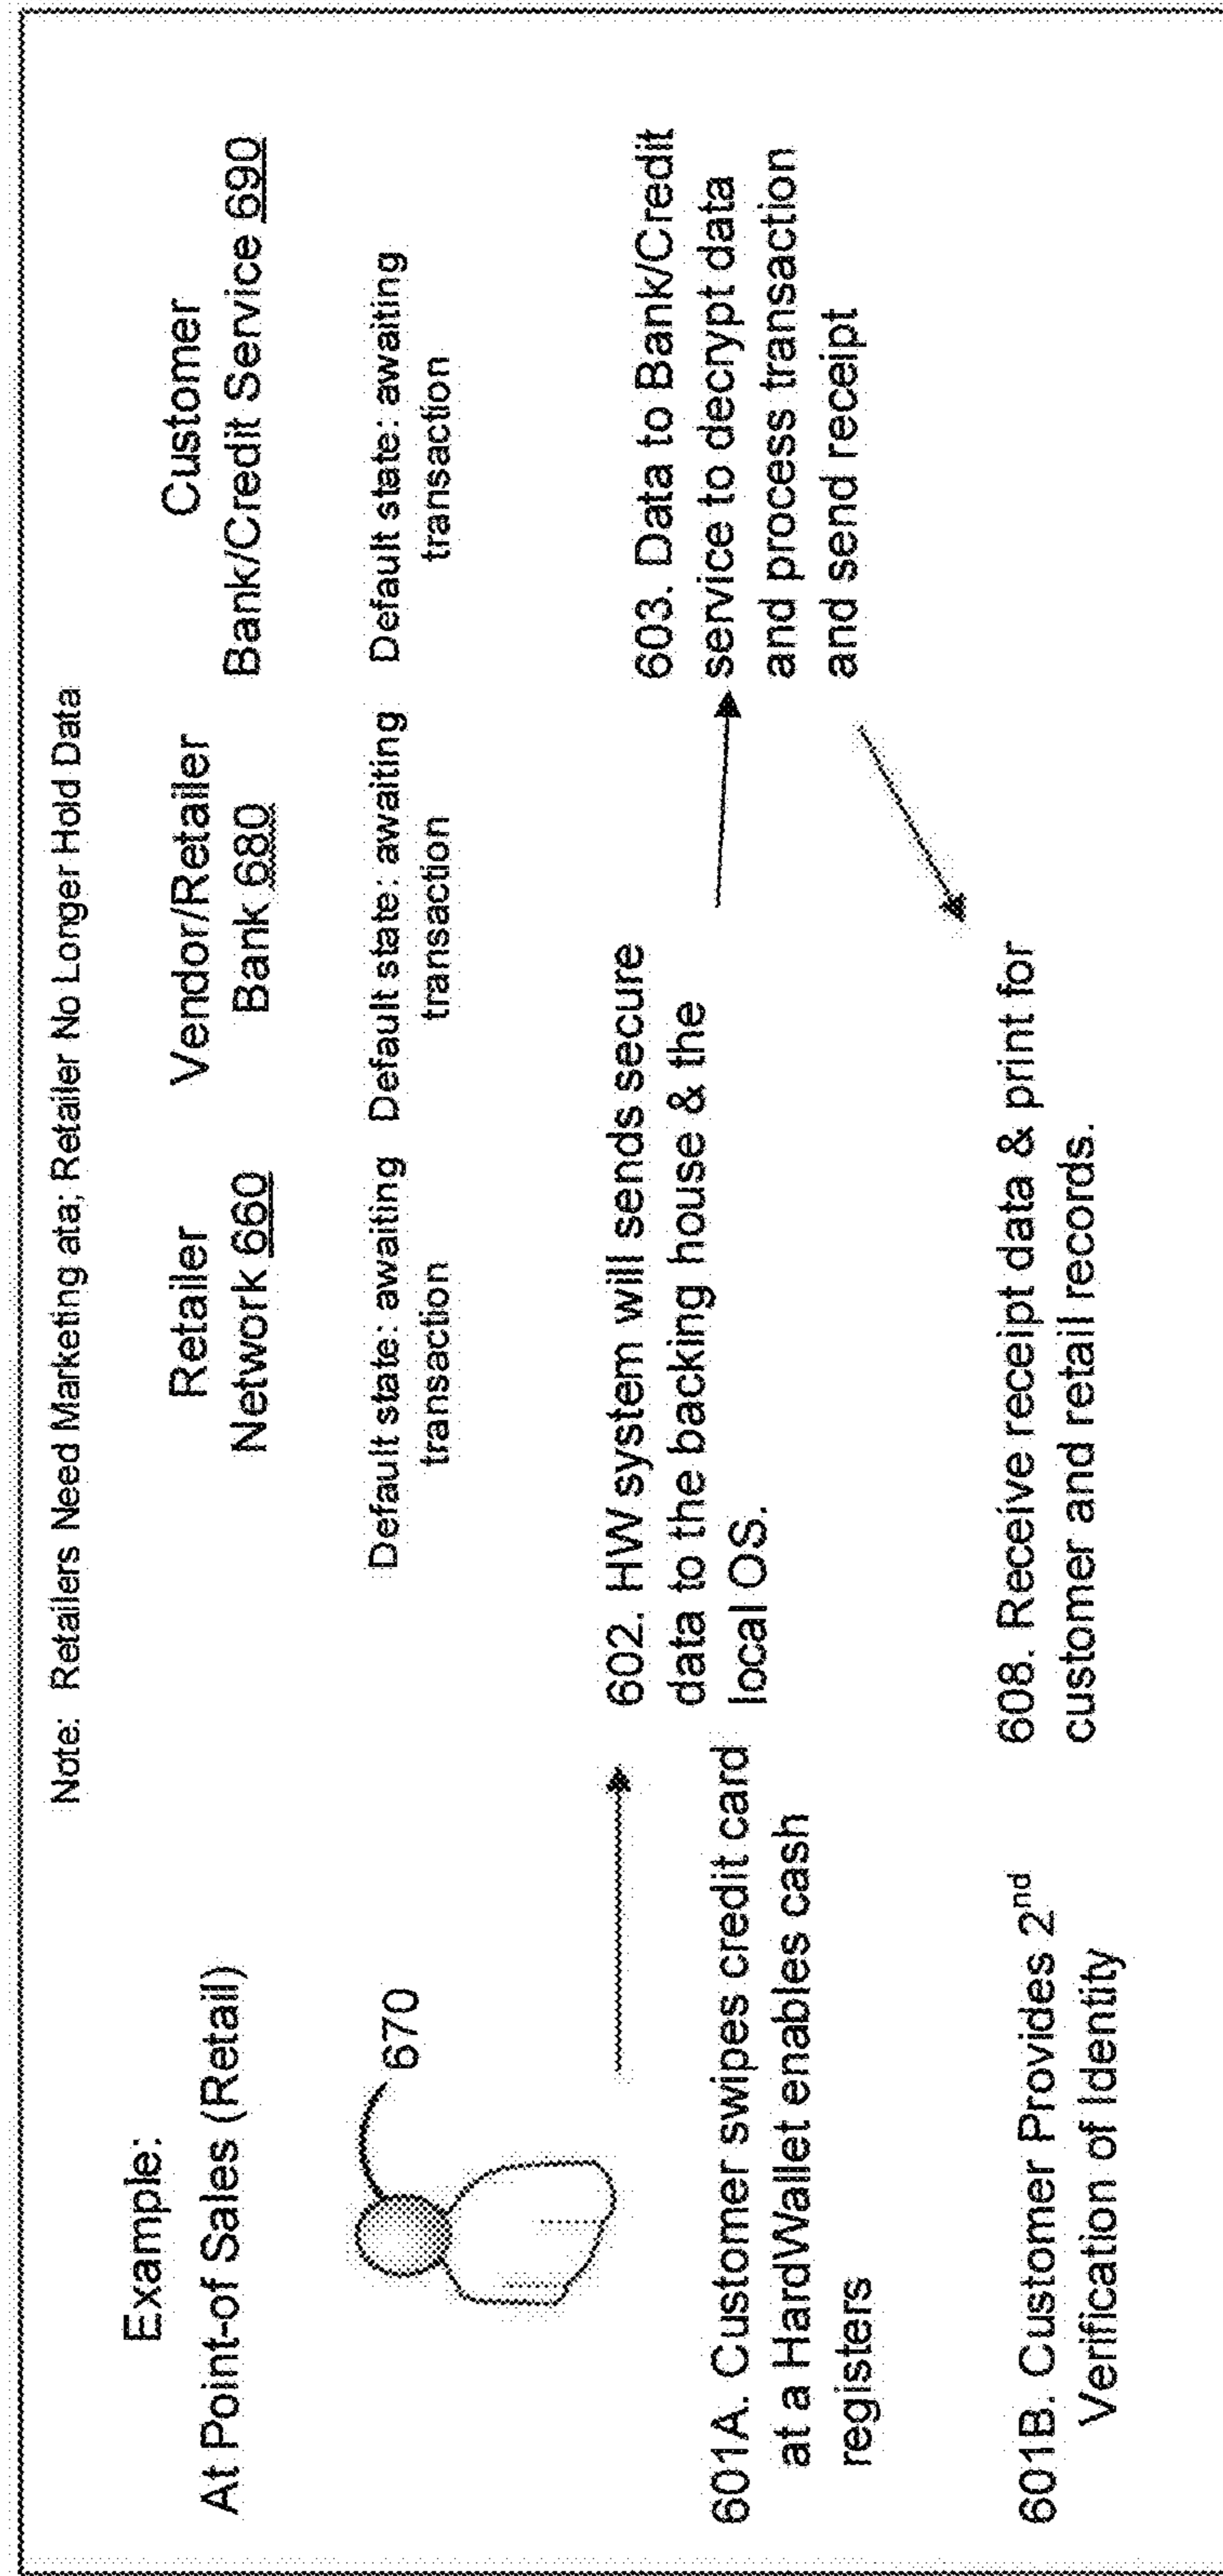 Note: Retailers Need Marketing ata; Retailer No Longer Hold Data
Example:
At Point-of Sales (Retail)
Retailer
Network 660
Vendor/Retailer
Bank 680
Customer
Bank/Credit Service 690
670
Default state: awaiting
transaction
Default state: awaiting
transaction
Default state: awaiting
transaction
601A. Customer swipes credit card
at a HardWallet enables cash
registers
602. HW system will sends secure
data to the backing house & the
local OS.
603. Data to Bank/Credit
service to decrypt data
and process transaction
and send receipt
601B. Customer Provides 2nd
Verification of Identity
608. Receive receipt data & print for
customer and retail records.